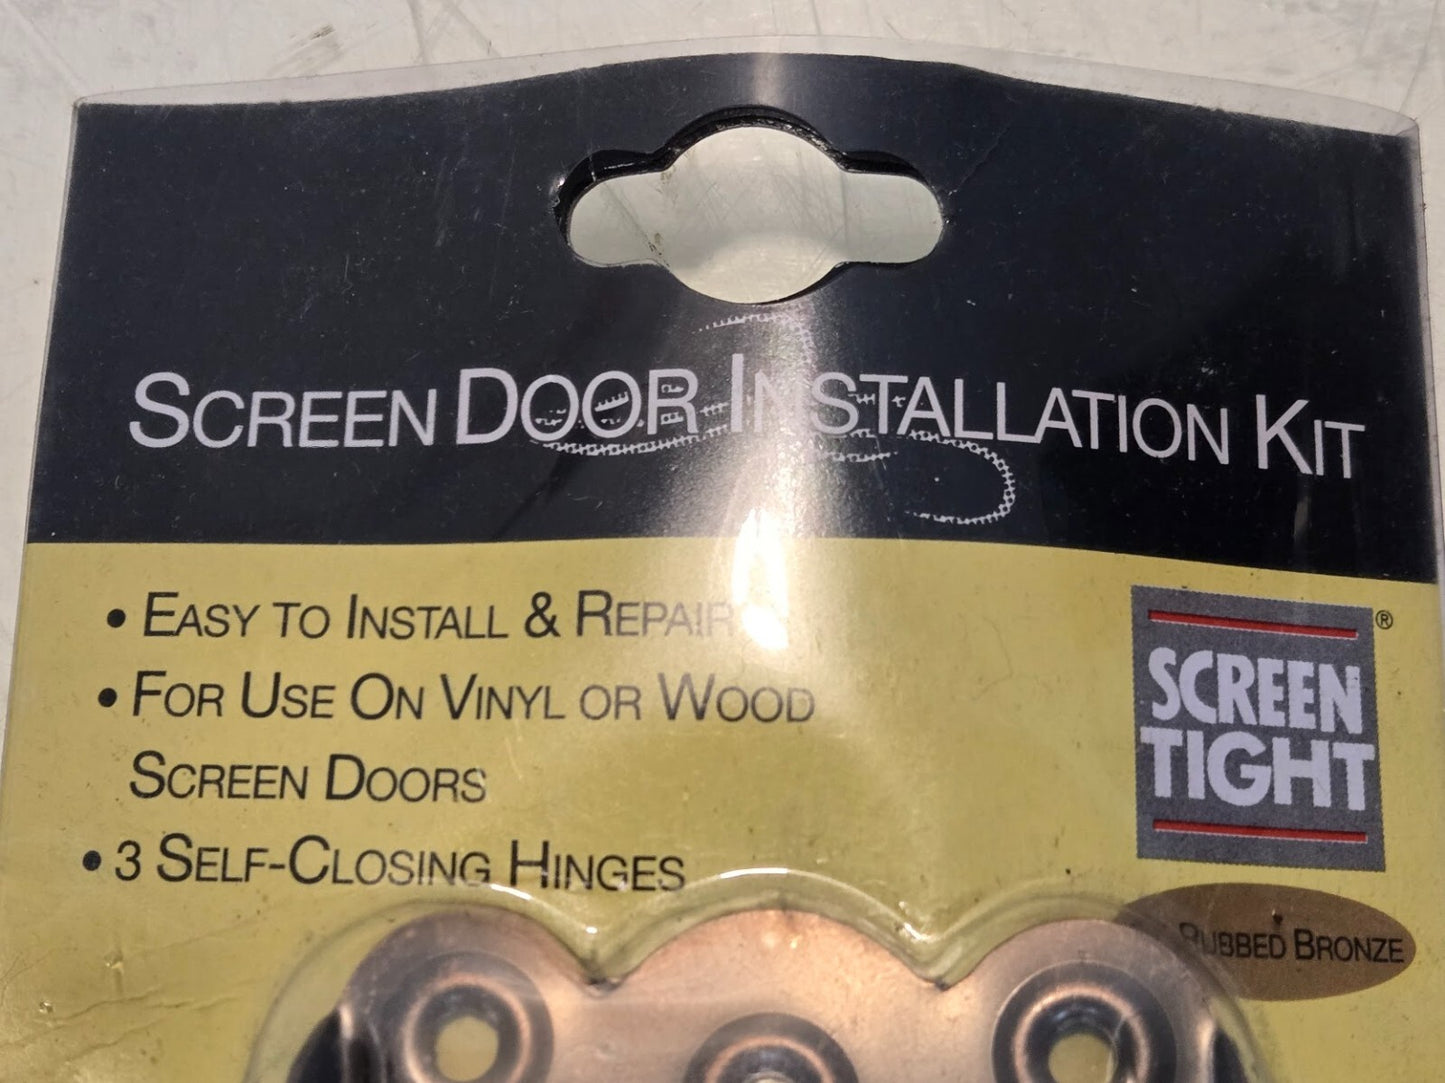 SCREEN DOOR INSTALLATION KIT
• EASY TO INSTALL & REPAIR
• FOR USE ON VINYL OR WOOD
SCREEN DOORS
• 3 SELF-CLOSING HINGES
SCREEN
TIGHT®
RUBBED BRONZE